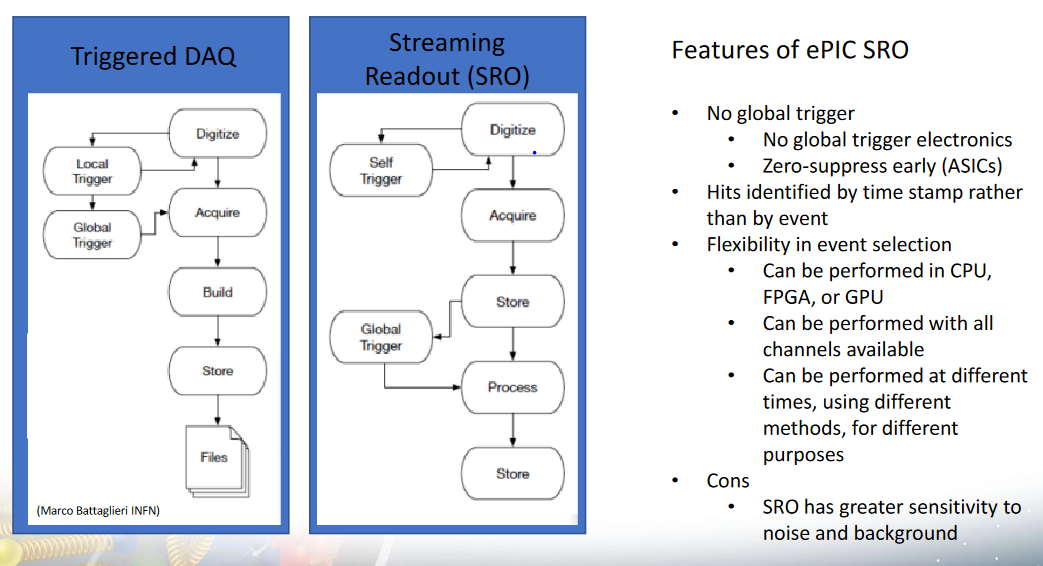 Triggered DAQ
Digitize
Local
Trigger
Global
Trigger
Acquire
Build
Store
Files
(Marco Battaglieri INFN)
Streaming
Readout (SRO)
Digitize
Self
Trigger
Acquire
Store
Global
Trigger
Process
Store
Features of ePIC SRO
• No global trigger
• No global trigger electronics
• Zero-suppress early (ASICs)
• Hits identified by time stamp rather
than by event
• Flexibility in event selection
• Can be performed in CPU,
FPGA, or GPU
• Can be performed with all
channels available
• Can be performed at different
times, using different
methods, for different
purposes
• Cons
• SRO has greater sensitivity to
noise and background